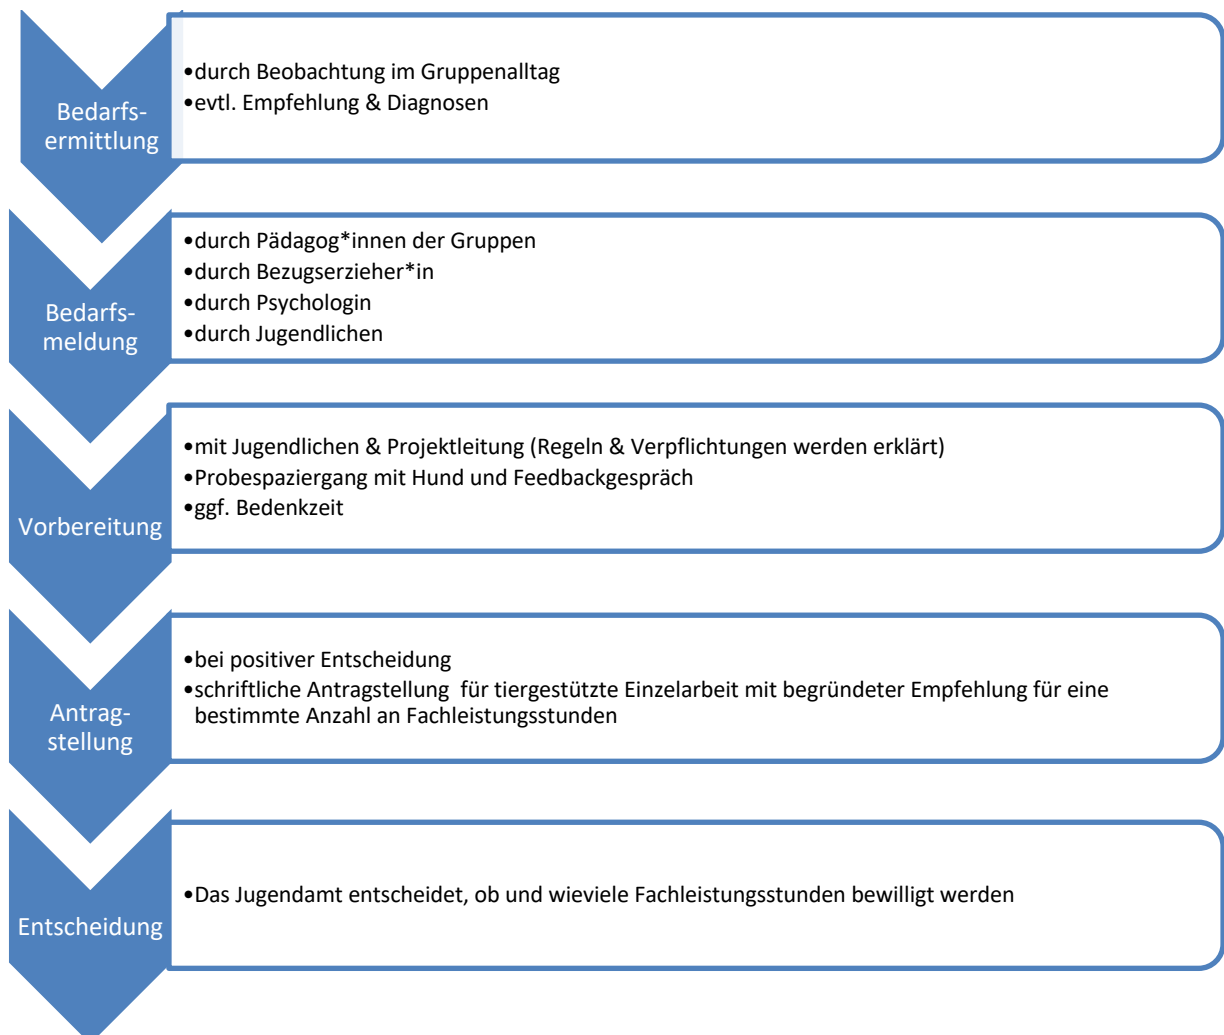 Bedarfs-
ermittlung
•durch Beobachtung im Gruppenalltag
•evtl. Empfehlung & Diagnosen
Bedarfs-
meldung
•durch Pädagog*innen der Gruppen
•durch Bezugserzieher*in
•durch Psychologin
•durch Jugendlichen
Vorbereitung
•mit Jugendlichen & Projektleitung (Regeln & Verpflichtungen werden erklärt)
•Probespaziergang mit Hund und Feedbackgespräch
•ggf. Bedenkzeit
Antrag-
stellung
•bei positiver Entscheidung
•schriftliche Antragstellung  für tiergestützte Einzelarbeit mit begründeter Empfehlung für eine
bestimmte Anzahl an Fachleistungsstunden
Entscheidung
•Das Jugendamt entscheidet, ob und wieviele Fachleistungsstunden bewilligt werden